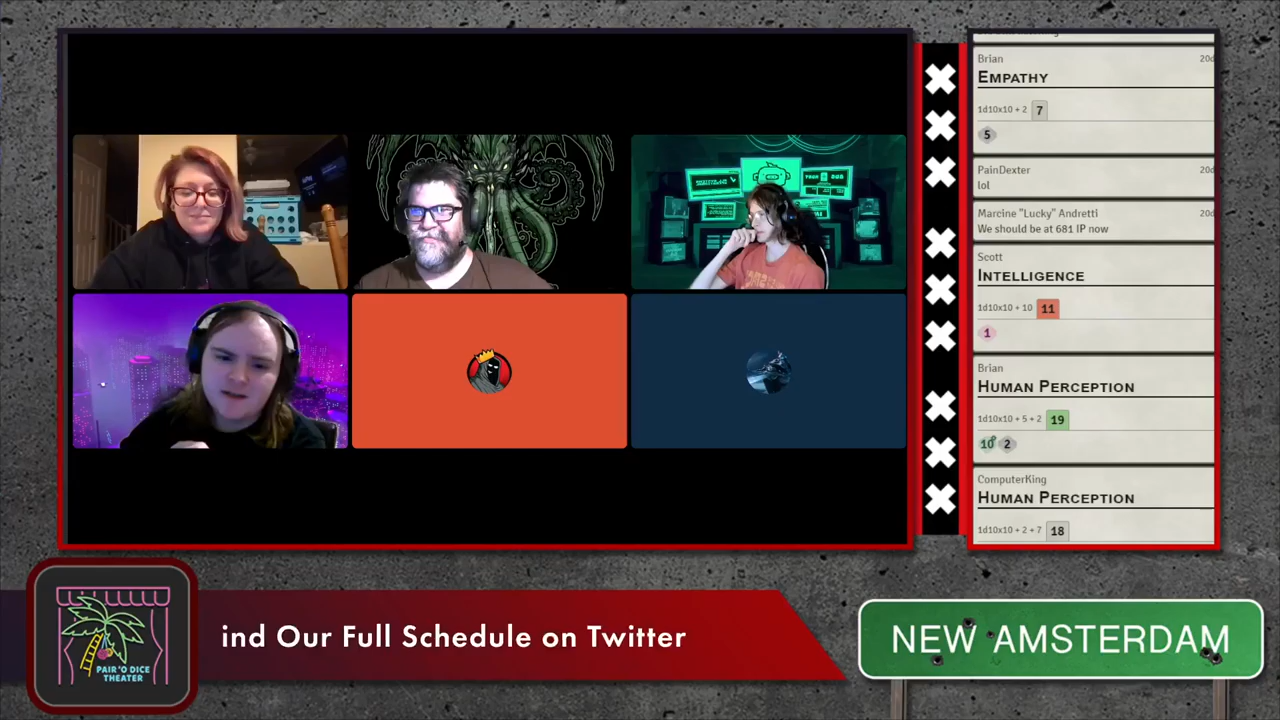 Brian
20d
EMPATHY
1d10x10 + 2 7
5
PainDexter
20d
lol
Marcine "Lucky" Andretti
20d
We should be at 681 IP now
Scott
INTELLIGENCE
1d10x10 + 10 11
1
Brian
HUMAN PERCEPTION
1d10x10 + 5 + 2 19
10 2
ComputerKing
HUMAN PERCEPTION
1d10x10 + 2 + 7 18
PAIR 'O DICE
THEATER
ind Our Full Schedule on Twitter
NEW AMSTERDAM